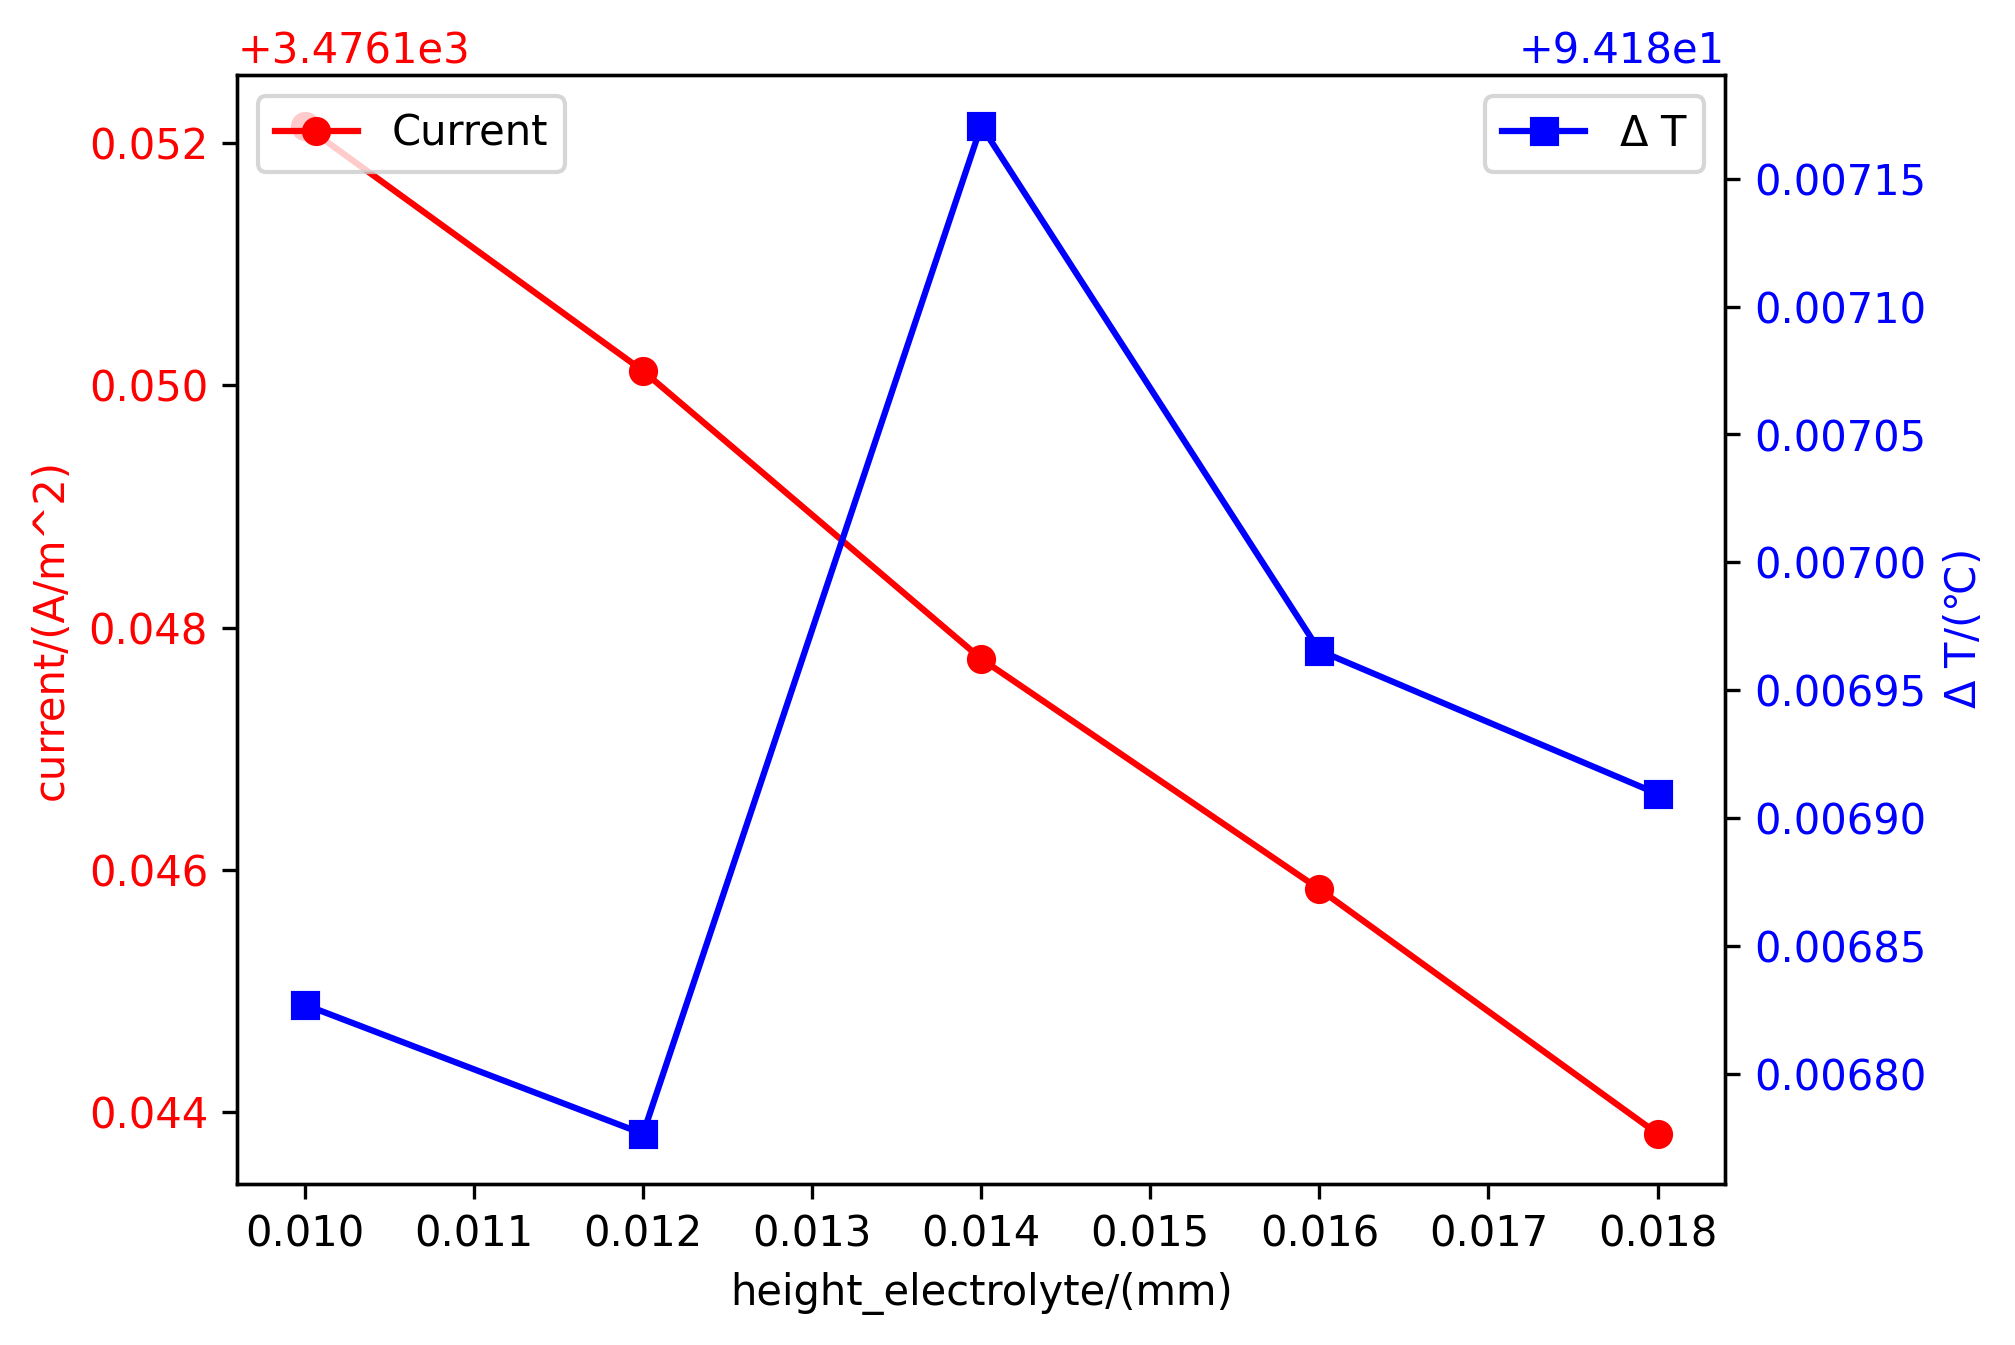 +3.4761e3
+9.418e1
Current
Δ T
0.052
0.050
0.048
0.046
0.044
current/(A/m^2)
0.00715
0.00710
0.00705
0.00700
0.00695
0.00690
0.00685
0.00680
Δ T/(℃)
0.010 0.011 0.012 0.013 0.014 0.015 0.016 0.017 0.018
height_electrolyte/(mm)